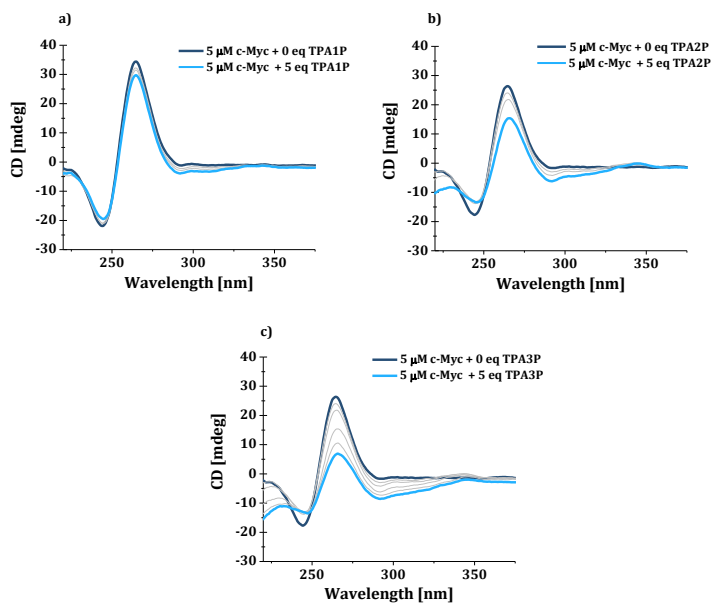 a)
5 μM c-Myc + 0 eq TPA1P
5 μM c-Myc + 5 eq TPA1P
CD [mdeg]
40
30
20
10
0
-10
-20
-30
250
300
350
Wavelength [nm]
b)
5 μM c-Myc + 0 eq TPA2P
5 μM c-Myc + 5 eq TPA2P
CD [mdeg]
40
30
20
10
0
-10
-20
-30
250
300
350
Wavelength [nm]
c)
5 μM c-Myc + 0 eq TPA3P
5 μM c-Myc + 5 eq TPA3P
CD [mdeg]
40
30
20
10
0
-10
-20
-30
250
300
350
Wavelength [nm]